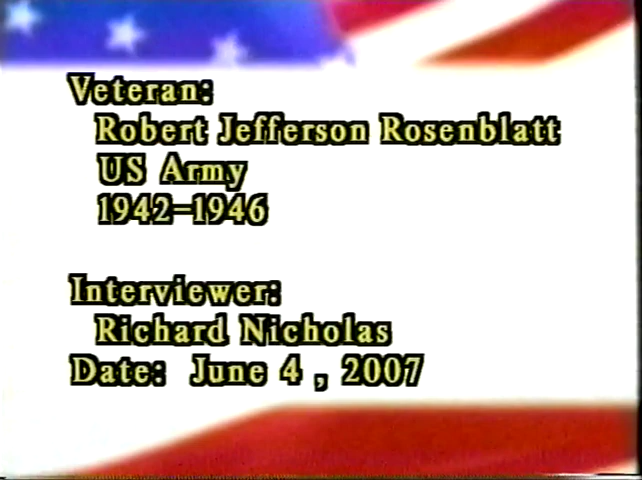 Veteran:
Robert Jefferson Rosenblatt
US Army
1942-1946
Interviewer:
Richard Nicholas
Date: June 4 , 2007